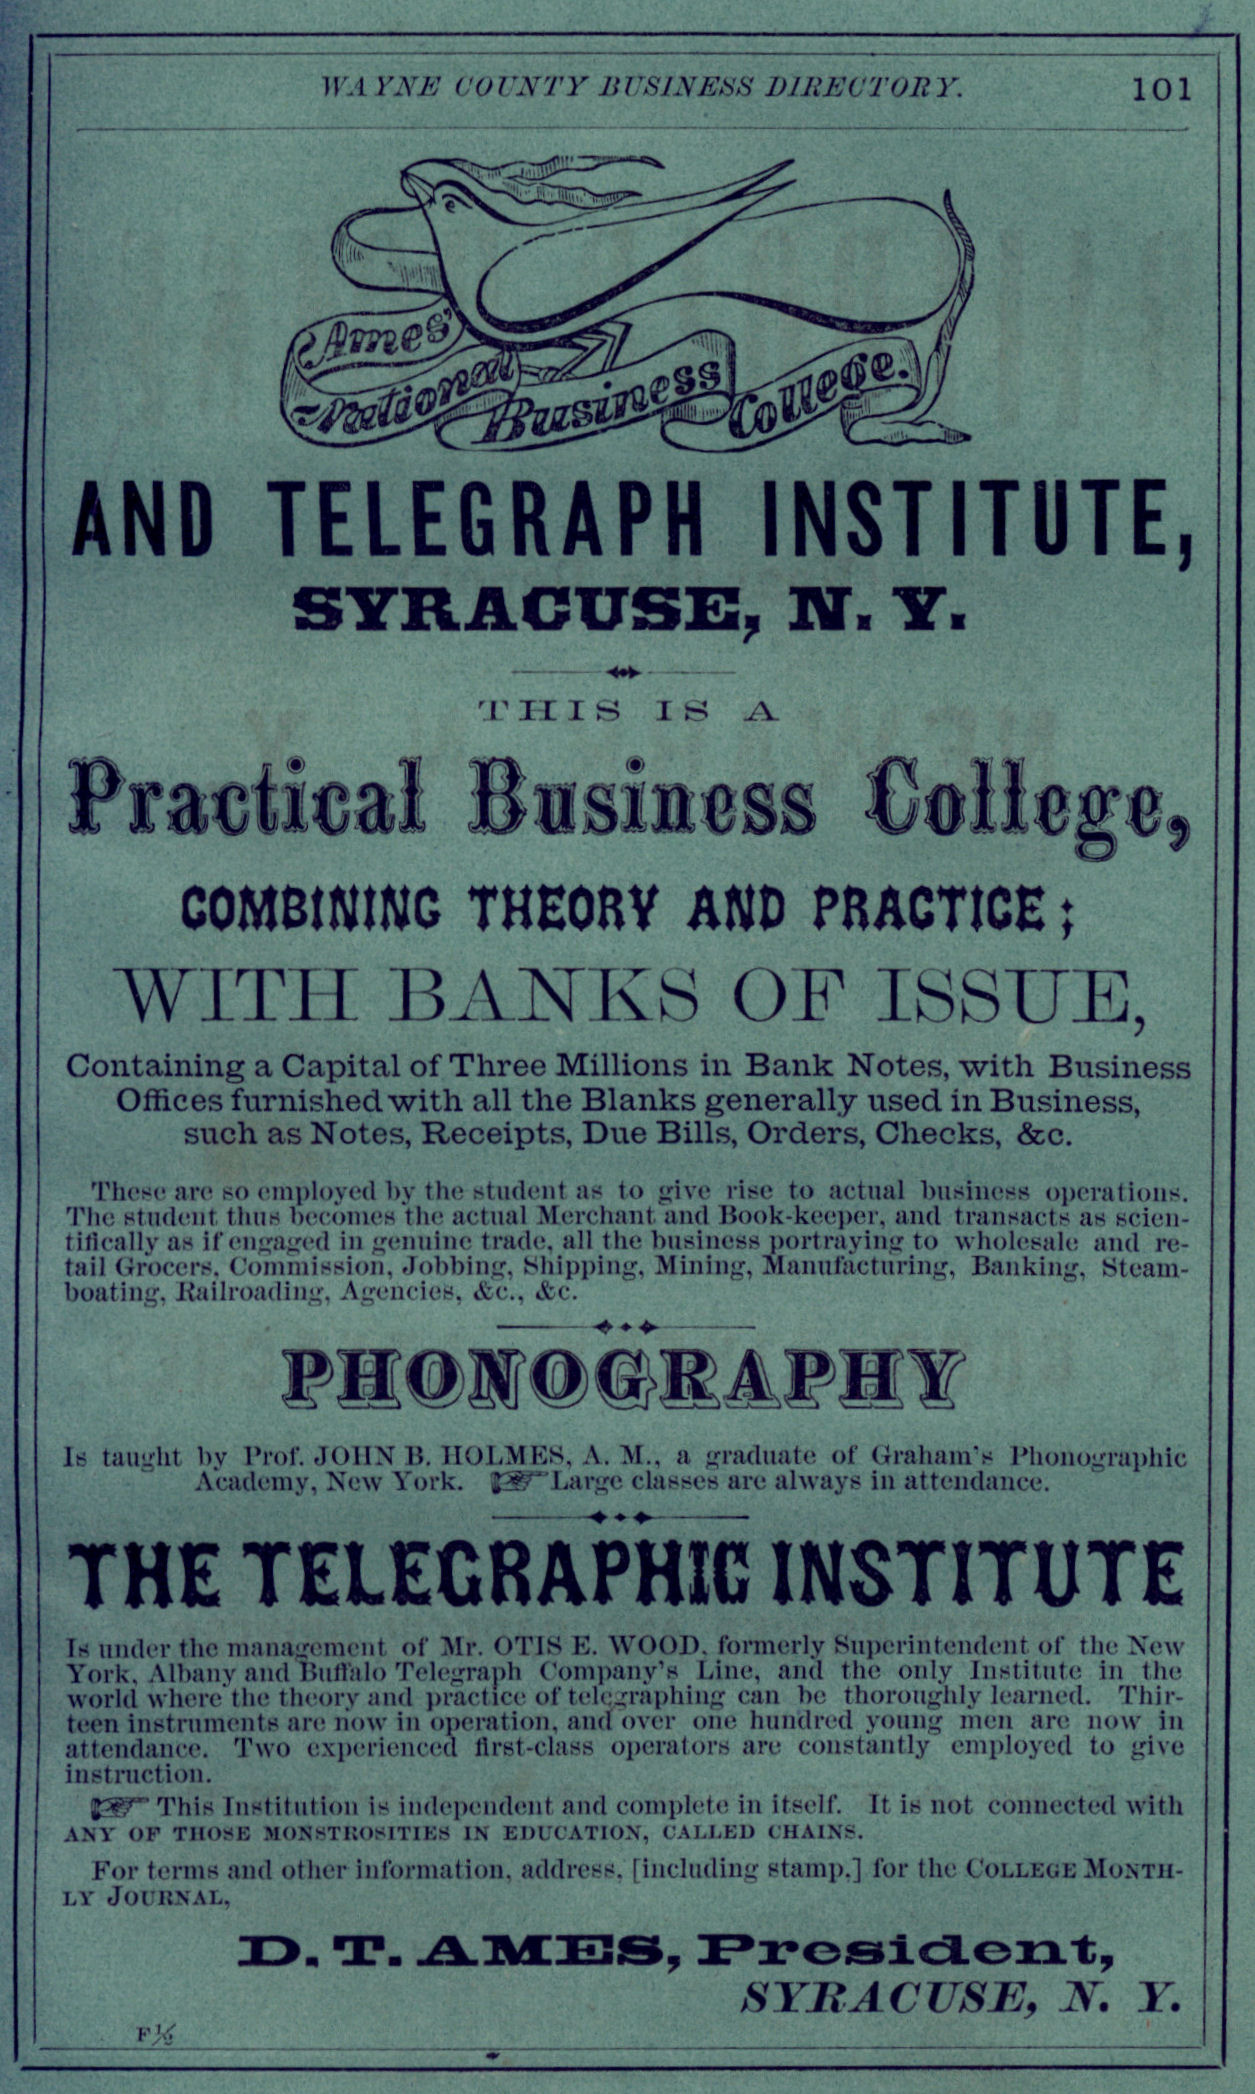 WAYNE COUNTY BUSINESS DIRECTORY. 101
Ames'
National
Business
College.
AND TELEGRAPH INSTITUTE,
SYRACUSE, N. Y.
THIS IS A
Practical Business College,
COMBINING THEORY AND PRACTICE;
WITH BANKS OF ISSUE,
Containing a Capital of Three Millions in Bank Notes, with Business
Offices furnished with all the Blanks generally used in Business,
such as Notes, Receipts, Due Bills, Orders, Checks, &c.
These are so employed by the student as to give rise to actual business operations.
The student thus becomes the actual Merchant and Book-keeper, and transacts as scien-
tifically as if engaged in genuine trade, all the business portraying to wholesale and re-
tail Grocers, Commission, Jobbing, Shipping, Mining, Manufacturing, Banking, Steam-
boating, Railroading, Agencies, &c., &c.
PHONOGRAPHY
Is taught by Prof. JOHN B. HOLMES, A. M., a graduate of Graham's Phonographic
Academy, New York. ☞ Large classes are always in attendance.
THE TELEGRAPHIC INSTITUTE
Is under the management of Mr. OTIS E. WOOD, formerly Superintendent of the New
York, Albany and Buffalo Telegraph Company's Line, and the only Institute in the
world where the theory and practice of telegraphing can be thoroughly learned. Thir-
teen instruments are now in operation, and over one hundred young men are now in
attendance. Two experienced first-class operators are constantly employed to give
instruction.
☞ This Institution is independent and complete in itself. It is not connected with
ANY OF THOSE MONSTROSITIES IN EDUCATION, CALLED CHAINS.
For terms and other information, address, [including stamp,] for the COLLEGE MONTH-
LY JOURNAL,
D. T. AMES, President,
SYRACUSE, N. Y.
F½